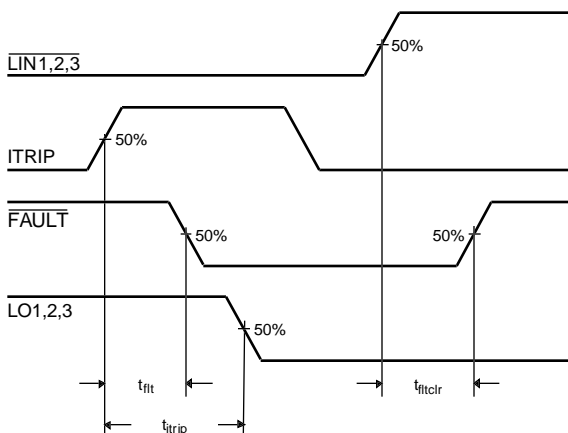 50%
LIN1,2,3
50%
ITRIP
FAULT
50%
50%
LO1,2,3
50%
tflt
tfltclr
titrip